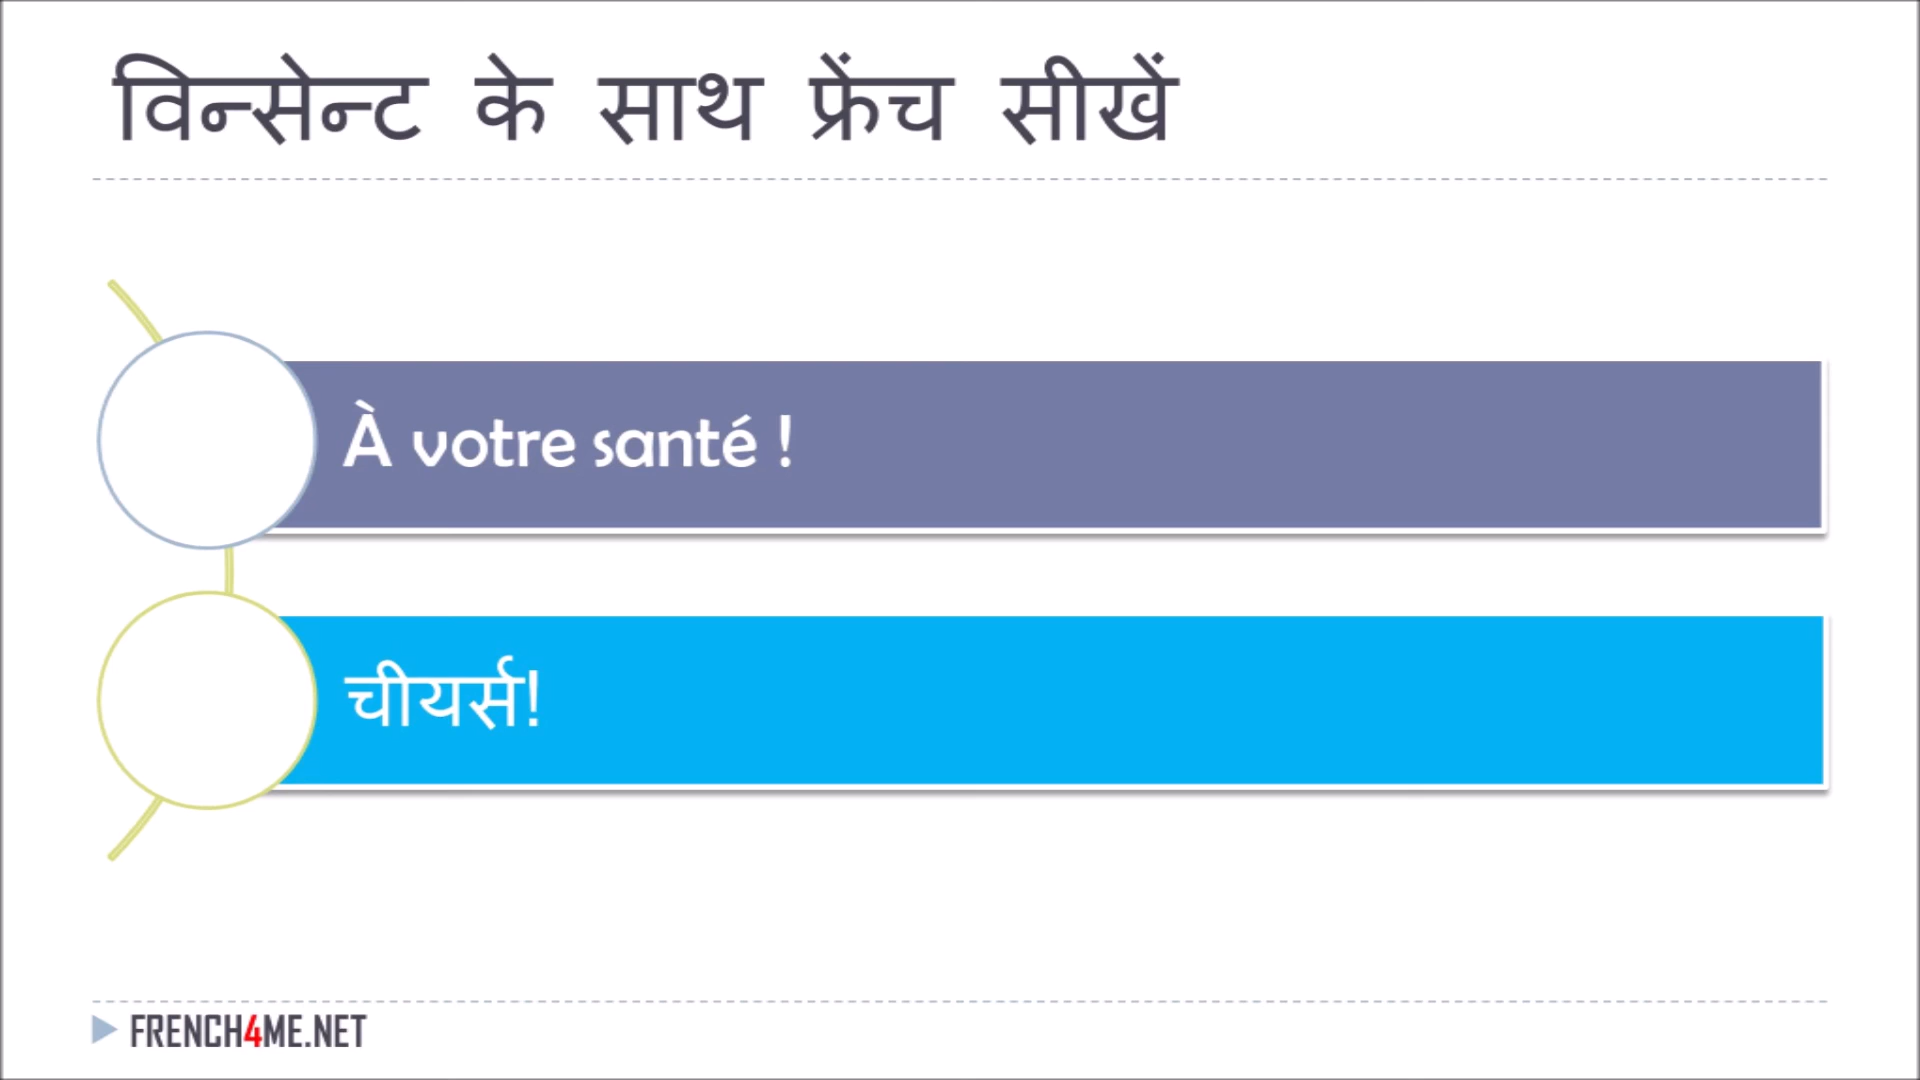 विन्सेन्ट के साथ फ्रेंच सीखें
À votre santé !
चीयर्स!
FRENCH4ME.NET